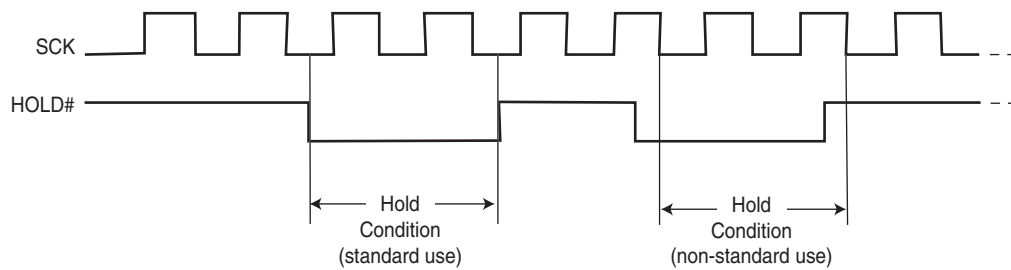 SCK
HOLD#
Hold
Condition
(standard use)
Hold
Condition
(non-standard use)